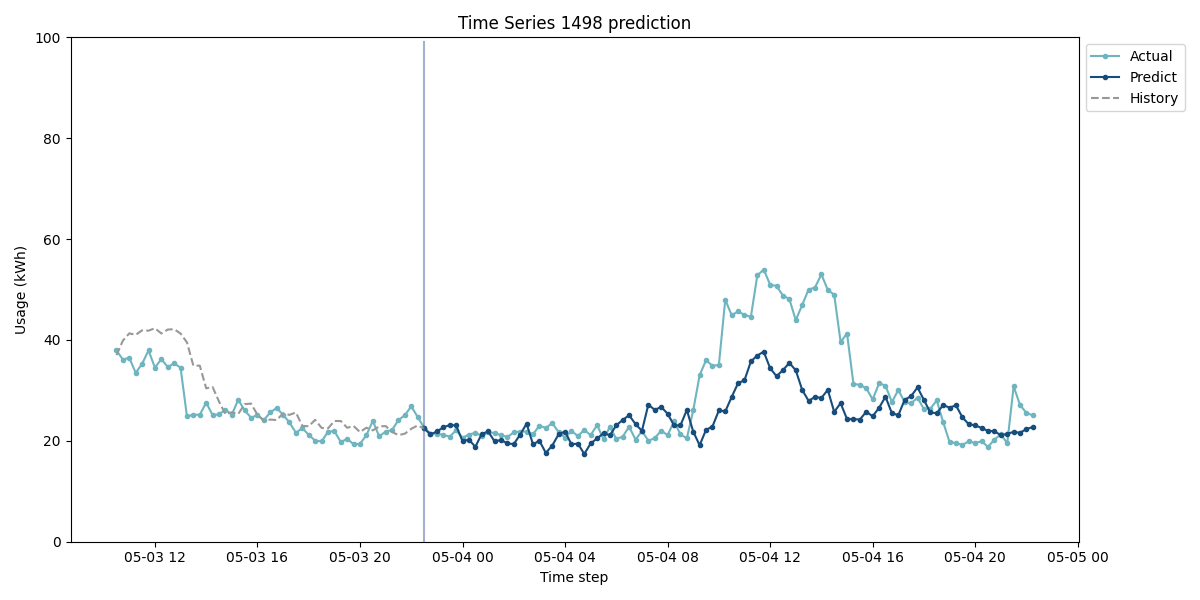 Time Series 1498 prediction
100
80
60
40
20
0
Usage (kWh)
05-03 12
05-03 16
05-03 20
05-04 00
05-04 04
05-04 08
05-04 12
05-04 16
05-04 20
05-05 00
Time step
Actual
Predict
History